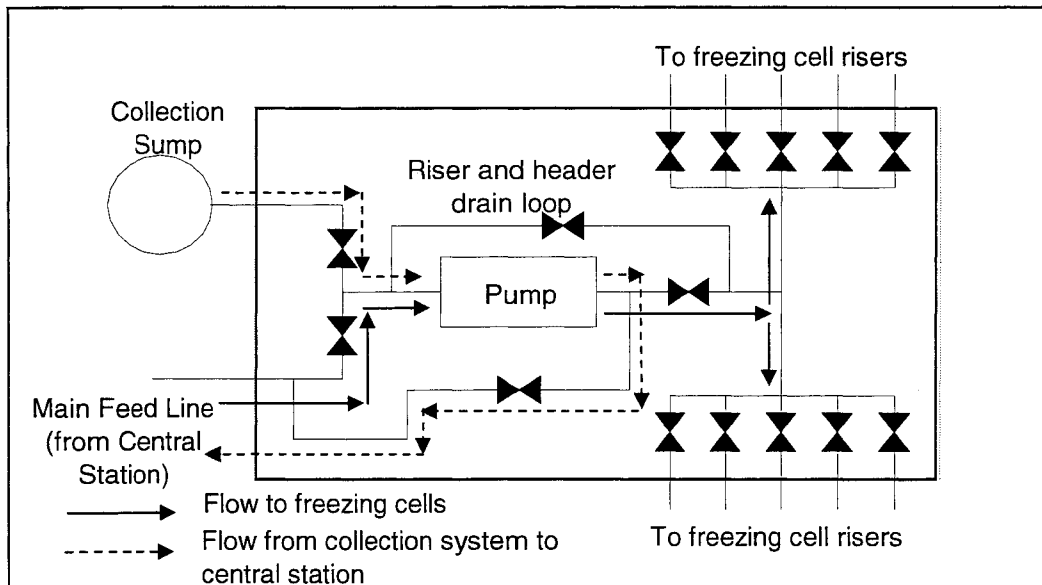 To freezing cell risers
Collection
Sump
Riser and header
drain loop
Pump
Main Feed Line
(from Central
Station)
Flow to freezing cells
To freezing cell risers
Flow from collection system to
central station